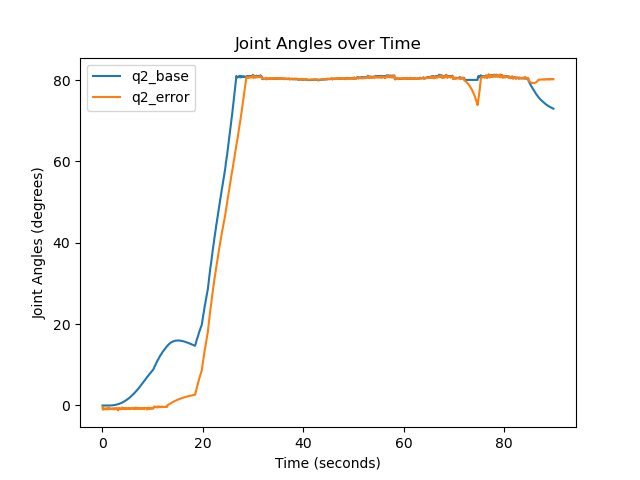 Joint Angles over Time
q2_base
q2_error
80
60
40
20
0
Joint Angles (degrees)
0 20 40 60 80
Time (seconds)